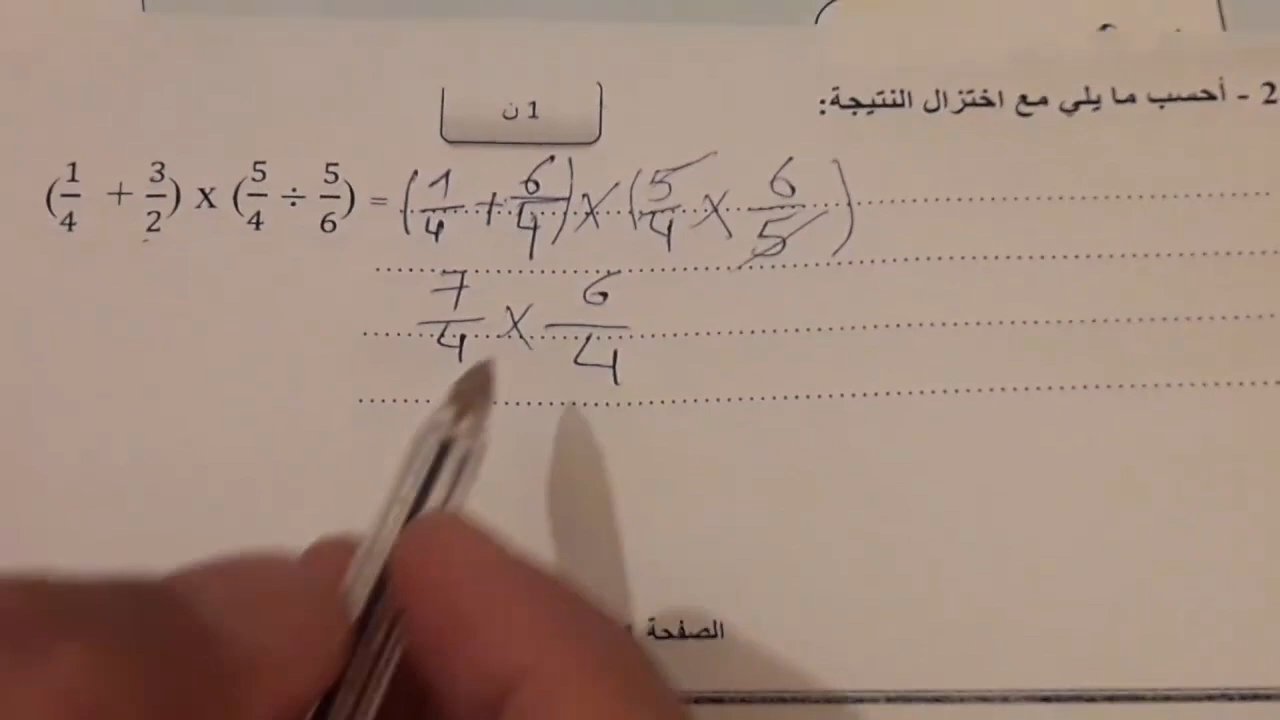 2 - أحسب ما يلي مع اختزال النتيجة:
1 ن
(1/4 + 3/2) x (5/4 ÷ 5/6) = (1/4 + 6/4) x (5/4 x 6/5)
7/4 x 6/4
الصفحة